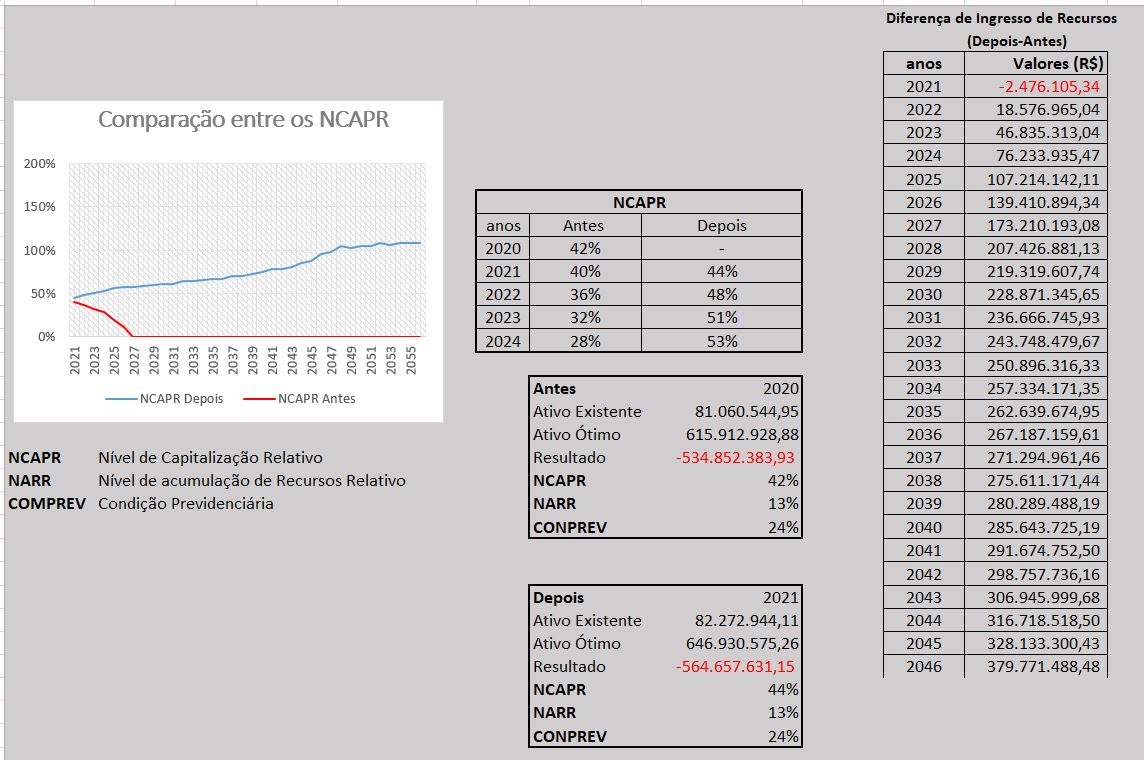 Comparação entre os NCAPR
200%
150%
100%
50%
0%
2021 2023 2025 2027 2029 2031 2033 2035 2037 2039 2041 2043 2045 2047 2049 2051 2053 2055
NCAPR Depois NCAPR Antes
NCAPR Nível de Capitalização Relativo
NARR Nível de acumulação de Recursos Relativo
COMPREV Condição Previdenciária
NCAPR
anos Antes Depois
2020 42% -
2021 40% 44%
2022 36% 48%
2023 32% 51%
2024 28% 53%
Antes 2020
Ativo Existente 81.060.544,95
Ativo Ótimo 615.912.928,88
Resultado -534.852.383,93
NCAPR 42%
NARR 13%
CONPREV 24%
Depois 2021
Ativo Existente 82.272.944,11
Ativo Ótimo 646.930.575,26
Resultado -564.657.631,15
NCAPR 44%
NARR 13%
CONPREV 24%
Diferença de Ingresso de Recursos
(Depois-Antes)
anos Valores (R$)
2021 -2.476.105,34
2022 18.576.965,04
2023 46.835.313,04
2024 76.233.935,47
2025 107.214.142,11
2026 139.410.894,34
2027 173.210.193,08
2028 207.426.881,13
2029 219.319.607,74
2030 228.871.345,65
2031 236.666.745,93
2032 243.748.479,67
2033 250.896.316,33
2034 257.334.171,35
2035 262.639.674,95
2036 267.187.159,61
2037 271.294.961,46
2038 275.611.171,44
2039 280.289.488,19
2040 285.643.725,19
2041 291.674.752,50
2042 298.757.736,16
2043 306.945.999,68
2044 316.718.518,50
2045 328.133.300,43
2046 379.771.488,48